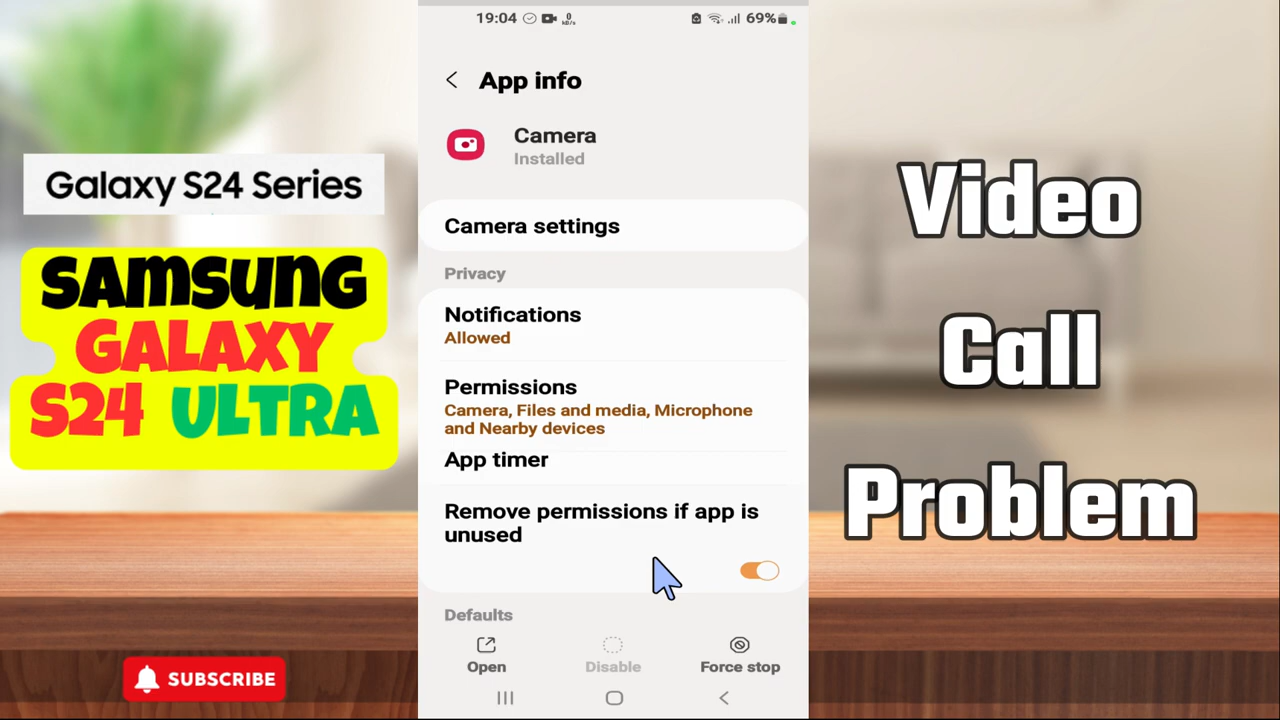 Galaxy S24 Series
SAMSUNG
GALAXY
S24 ULTRA
SUBSCRIBE
19:04
0
kB/s
69%
App info
Camera
Installed
Camera settings
Privacy
Notifications
Allowed
Permissions
Camera, Files and media, Microphone
and Nearby devices
App timer
Remove permissions if app is
unused
Defaults
Open
Disable
Force stop
Video
Call
Problem